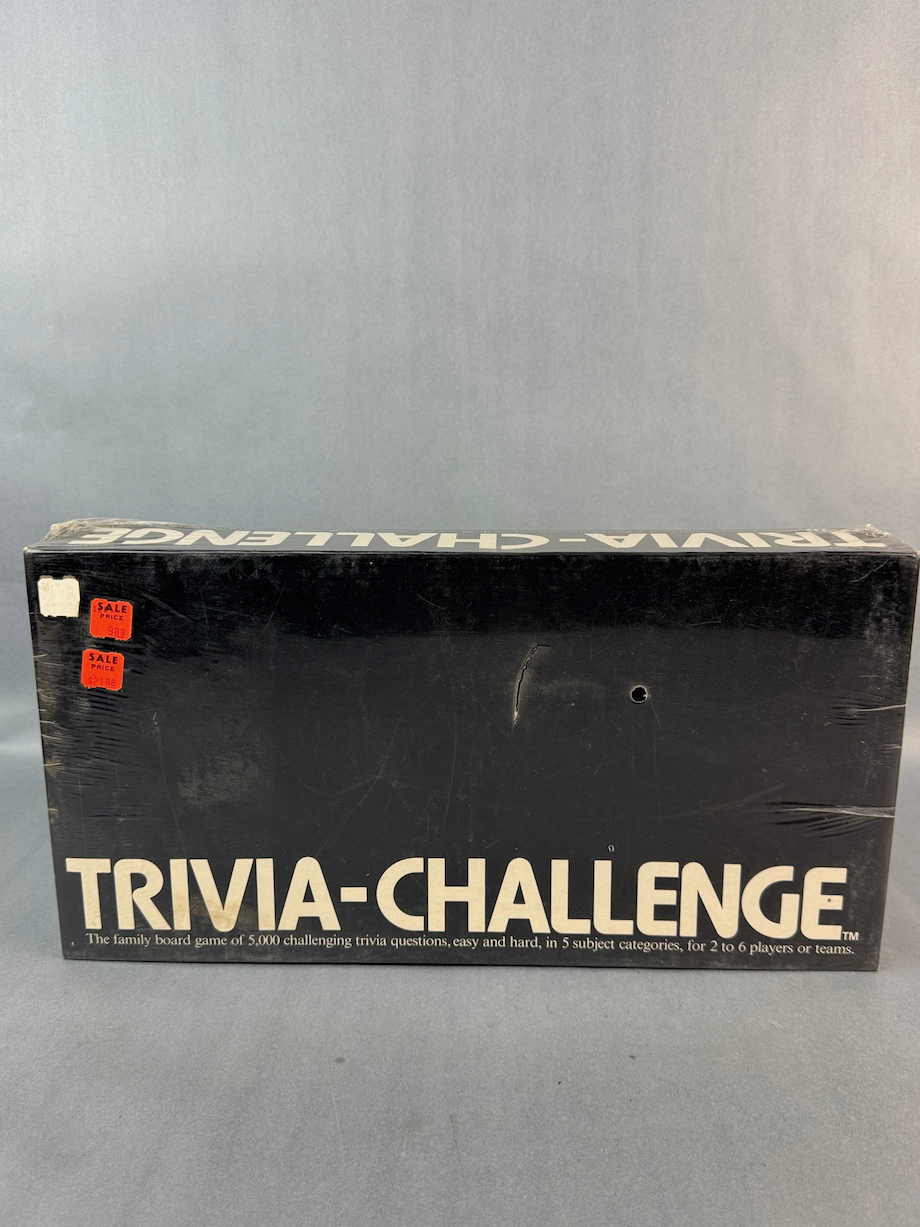 TRIVIA-CHALLENGE
SALE
PRICE
SALE
PRICE
$2188
TRIVIA-CHALLENGE™
The family board game of 5,000 challenging trivia questions, easy and hard, in 5 subject categories, for 2 to 6 players or teams.